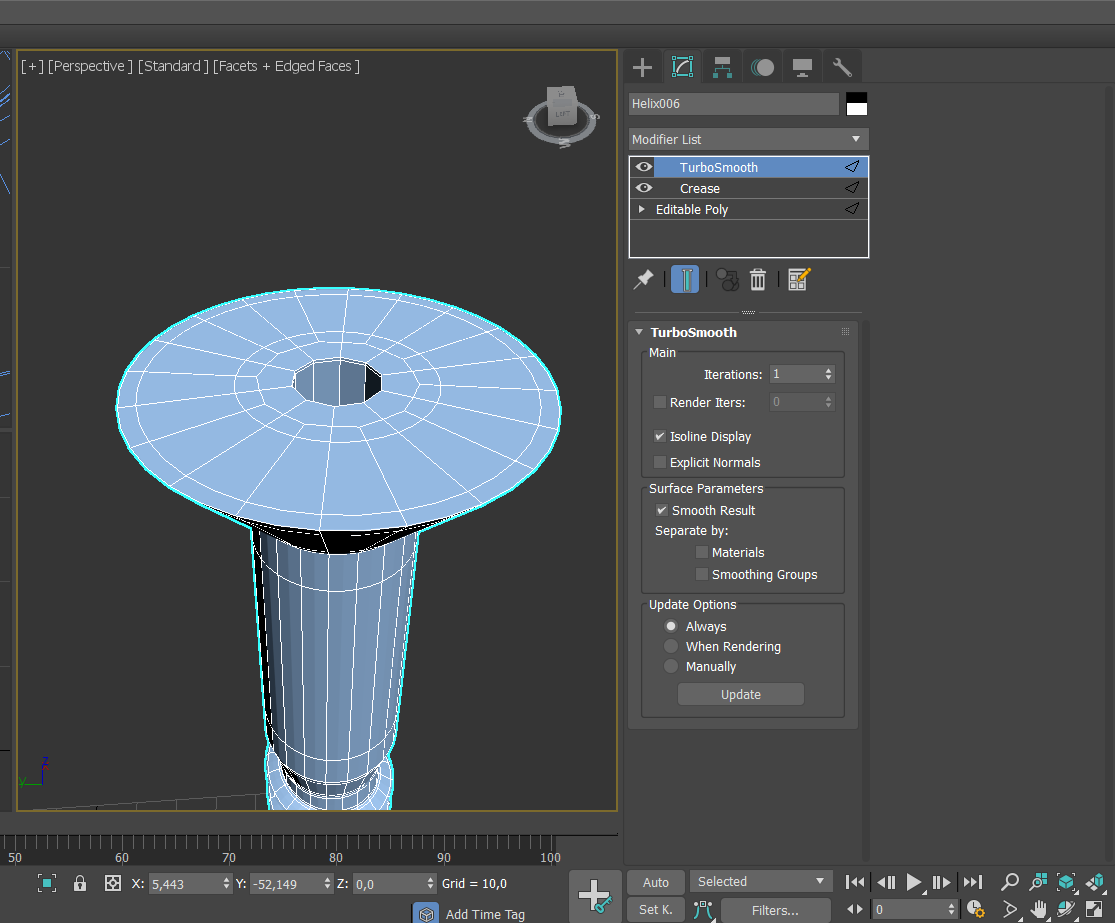 [+] [Perspective ] [Standard ] [Facets + Edged Faces ]
LEFT
Helix006
Modifier List
TurboSmooth
Crease
Editable Poly
TurboSmooth
Main
Iterations: 1
Render Iters: 0
Isoline Display
Explicit Normals
Surface Parameters
Smooth Result
Separate by:
Materials
Smoothing Groups
Update Options
Always
When Rendering
Manually
Update
z
y
50 60 70 80 90 100
X: 5,443 Y: -52,149 Z: 0,0 Grid = 10,0
Auto Selected
Add Time Tag
Set K. Filters... 0